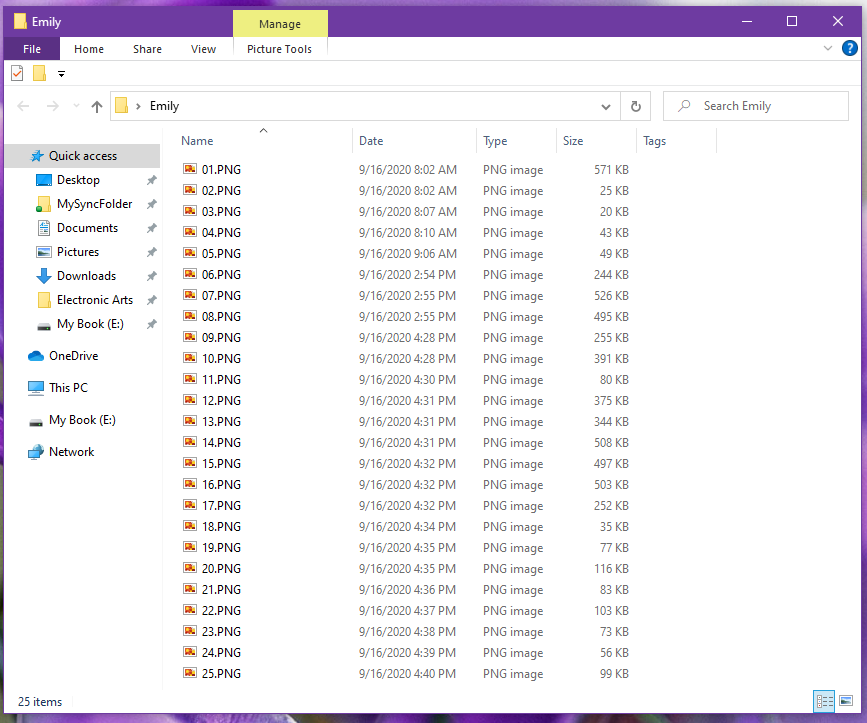 Emily
Manage
File Home Share View Picture Tools
?
Emily
Search Emily
Name Date Type Size Tags
Quick access
Desktop
MySyncFolder
Documents
Pictures
Downloads
Electronic Arts
My Book (E:)
OneDrive
This PC
My Book (E:)
Network
01.PNG 9/16/2020 8:02 AM PNG image 571 KB
02.PNG 9/16/2020 8:02 AM PNG image 25 KB
03.PNG 9/16/2020 8:07 AM PNG image 20 KB
04.PNG 9/16/2020 8:10 AM PNG image 43 KB
05.PNG 9/16/2020 9:06 AM PNG image 49 KB
06.PNG 9/16/2020 2:54 PM PNG image 244 KB
07.PNG 9/16/2020 2:55 PM PNG image 526 KB
08.PNG 9/16/2020 2:55 PM PNG image 495 KB
09.PNG 9/16/2020 4:28 PM PNG image 255 KB
10.PNG 9/16/2020 4:28 PM PNG image 391 KB
11.PNG 9/16/2020 4:30 PM PNG image 80 KB
12.PNG 9/16/2020 4:31 PM PNG image 375 KB
13.PNG 9/16/2020 4:31 PM PNG image 344 KB
14.PNG 9/16/2020 4:31 PM PNG image 508 KB
15.PNG 9/16/2020 4:32 PM PNG image 497 KB
16.PNG 9/16/2020 4:32 PM PNG image 503 KB
17.PNG 9/16/2020 4:32 PM PNG image 252 KB
18.PNG 9/16/2020 4:34 PM PNG image 35 KB
19.PNG 9/16/2020 4:35 PM PNG image 77 KB
20.PNG 9/16/2020 4:35 PM PNG image 116 KB
21.PNG 9/16/2020 4:36 PM PNG image 83 KB
22.PNG 9/16/2020 4:37 PM PNG image 103 KB
23.PNG 9/16/2020 4:38 PM PNG image 73 KB
24.PNG 9/16/2020 4:39 PM PNG image 56 KB
25.PNG 9/16/2020 4:40 PM PNG image 99 KB
25 items